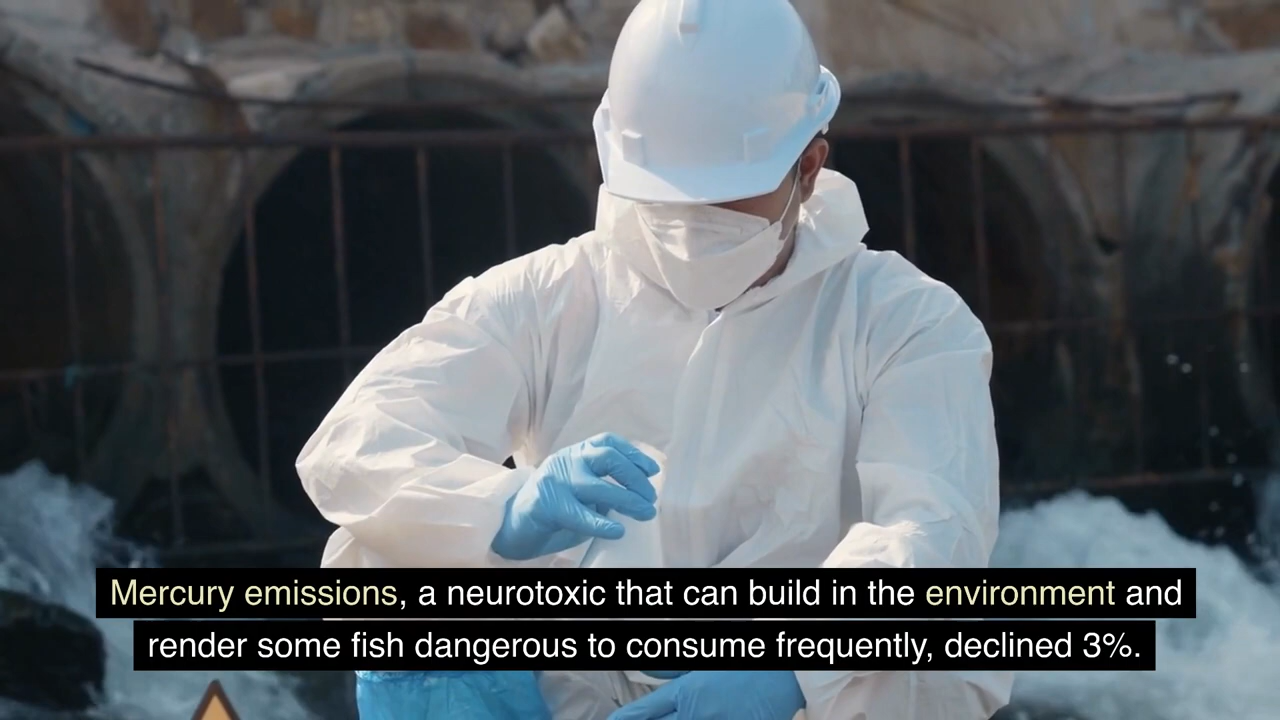 Mercury emissions, a neurotoxic that can build in the environment and
render some fish dangerous to consume frequently, declined 3%.